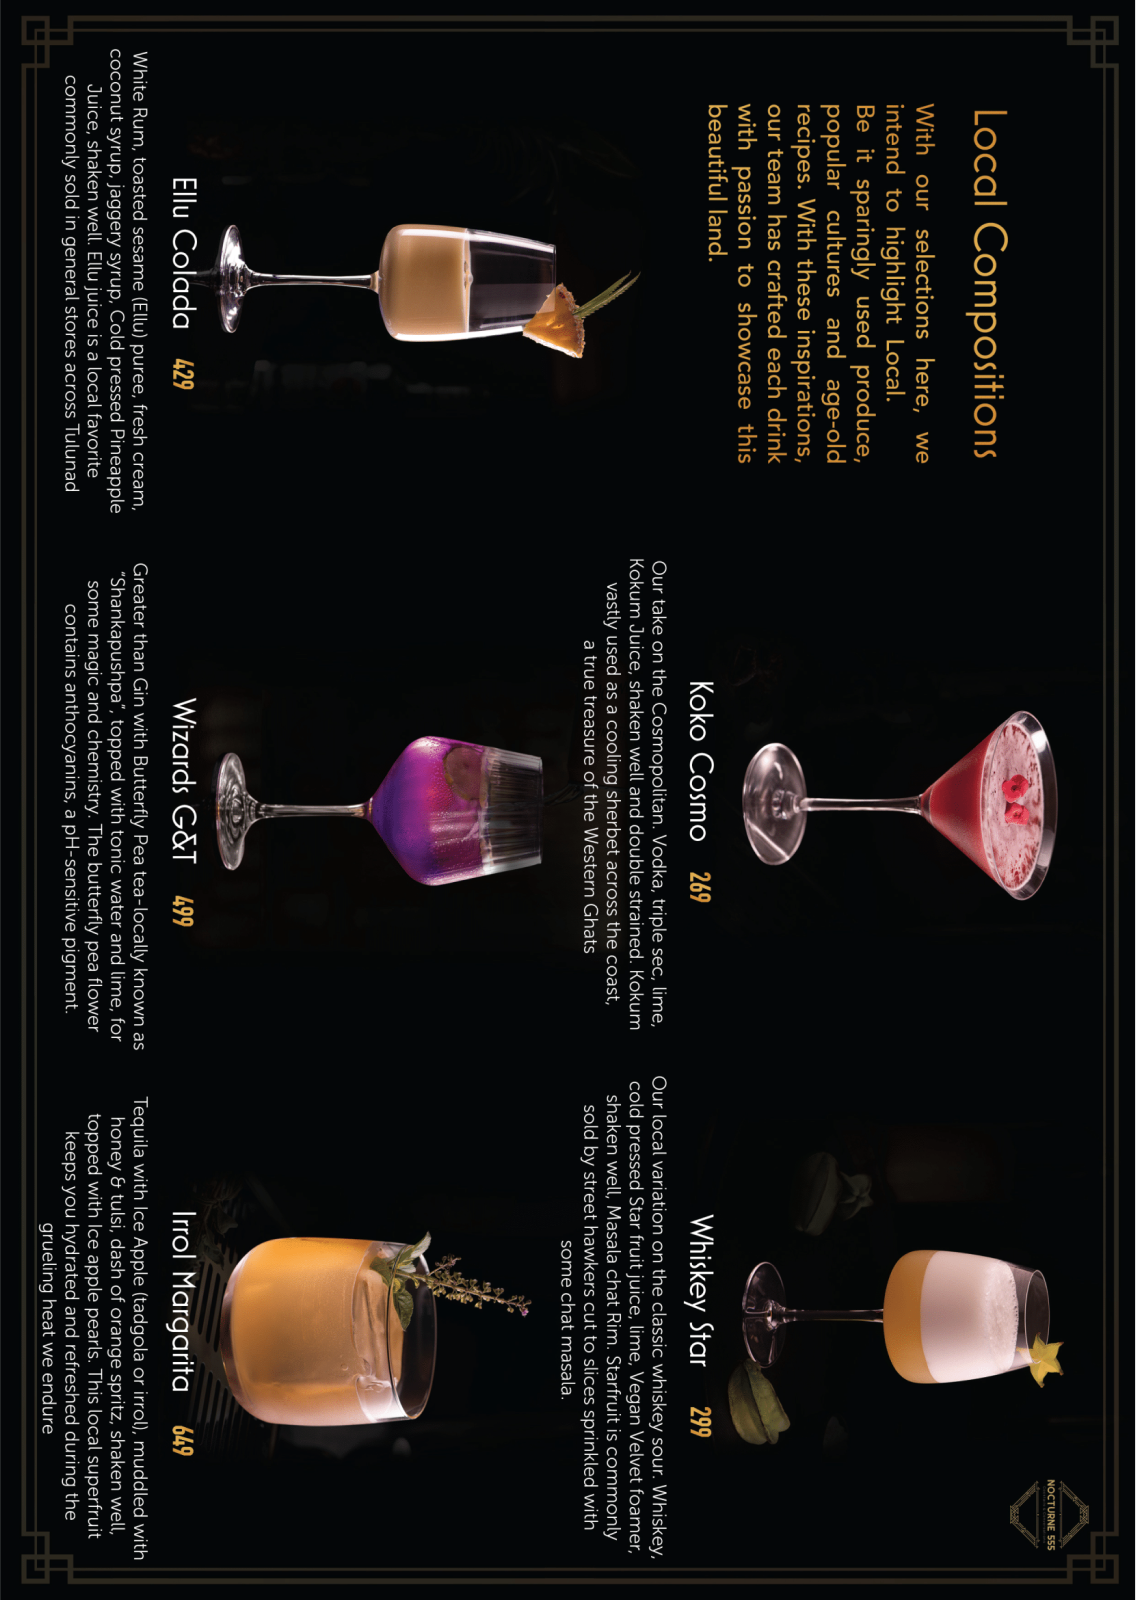 Local Compositions
With our selections here, we
intend to highlight Local.
Be it sparingly used produce,
popular cultures and age-old
recipes. With these inspirations,
our team has crafted each drink
with passion to showcase this
beautiful land.
Koko Cosmo 269
Our take on the Cosmopolitan. Vodka, triple sec, lime,
Kokum Juice, shaken well and double strained. Kokum
vastly used as a cooling sherbet across the coast,
a true treasure of the Western Ghats
NOCTURNE 555
Whiskey Star 299
Our local variation on the classic whiskey sour. Whiskey,
cold pressed Star fruit juice, lime, Vegan Velvet foamer,
shaken well, Masala chat Rim. Starfruit is commonly
sold by street hawkers cut to slices sprinkled with
some chat masala.
Ellu Colada 429
White Rum, toasted sesame (Ellu) puree, fresh cream,
coconut syrup, jaggery syrup, Cold pressed Pineapple
Juice, shaken well. Ellu juice is a local favorite
commonly sold in general stores across Tulunad
Wizards G&T 499
Greater than Gin with Butterfly Pea tea-locally known as
"Shankapushpa", topped with tonic water and lime, for
some magic and chemistry. The butterfly pea flower
contains anthocyanins, a pH-sensitive pigment.
Irrol Margarita 649
Tequila with Ice Apple (tadgola or irrol), muddled with
honey & tulsi, dash of orange spritz, shaken well,
topped with Ice apple pearls. This local superfruit
keeps you hydrated and refreshed during the
grueling heat we endure